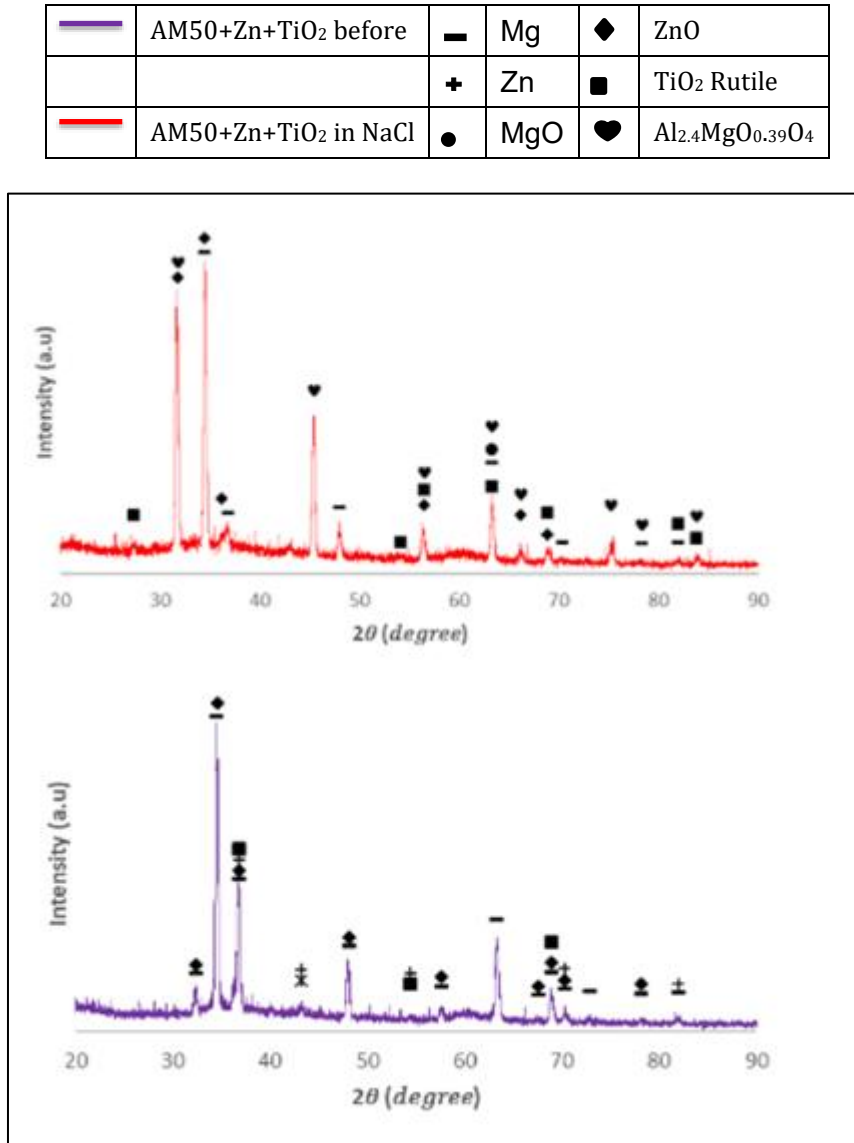 AM50+Zn+TiO₂ before Mg ZnO
Zn TiO₂ Rutile
AM50+Zn+TiO₂ in NaCl MgO Al₂.₄MgO₀.₃₉O₄
Intensity (a.u)
20 30 40 50 60 70 80 90
2θ (degree)
Intensity (a.u)
20 30 40 50 60 70 80 90
2θ (degree)